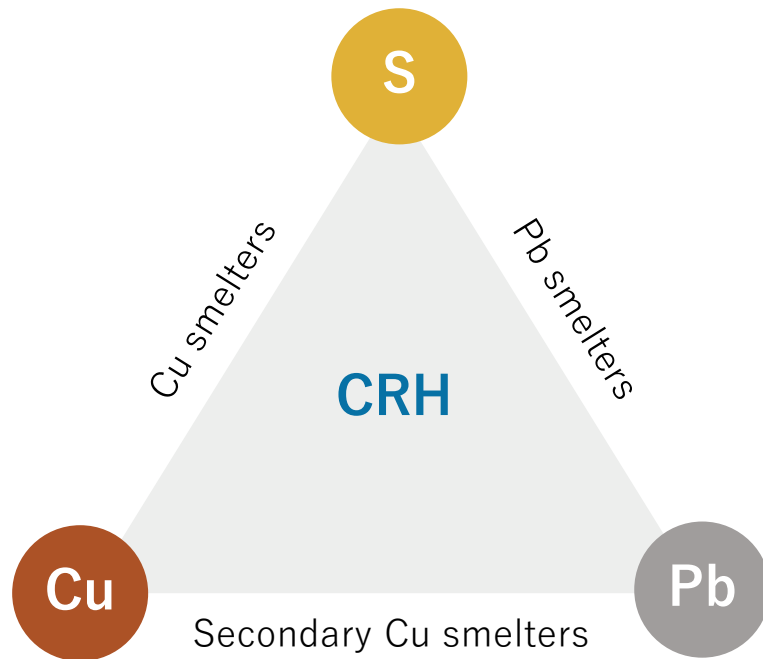 S
Cu smelters
Pb smelters
CRH
Cu
Pb
Secondary Cu smelters